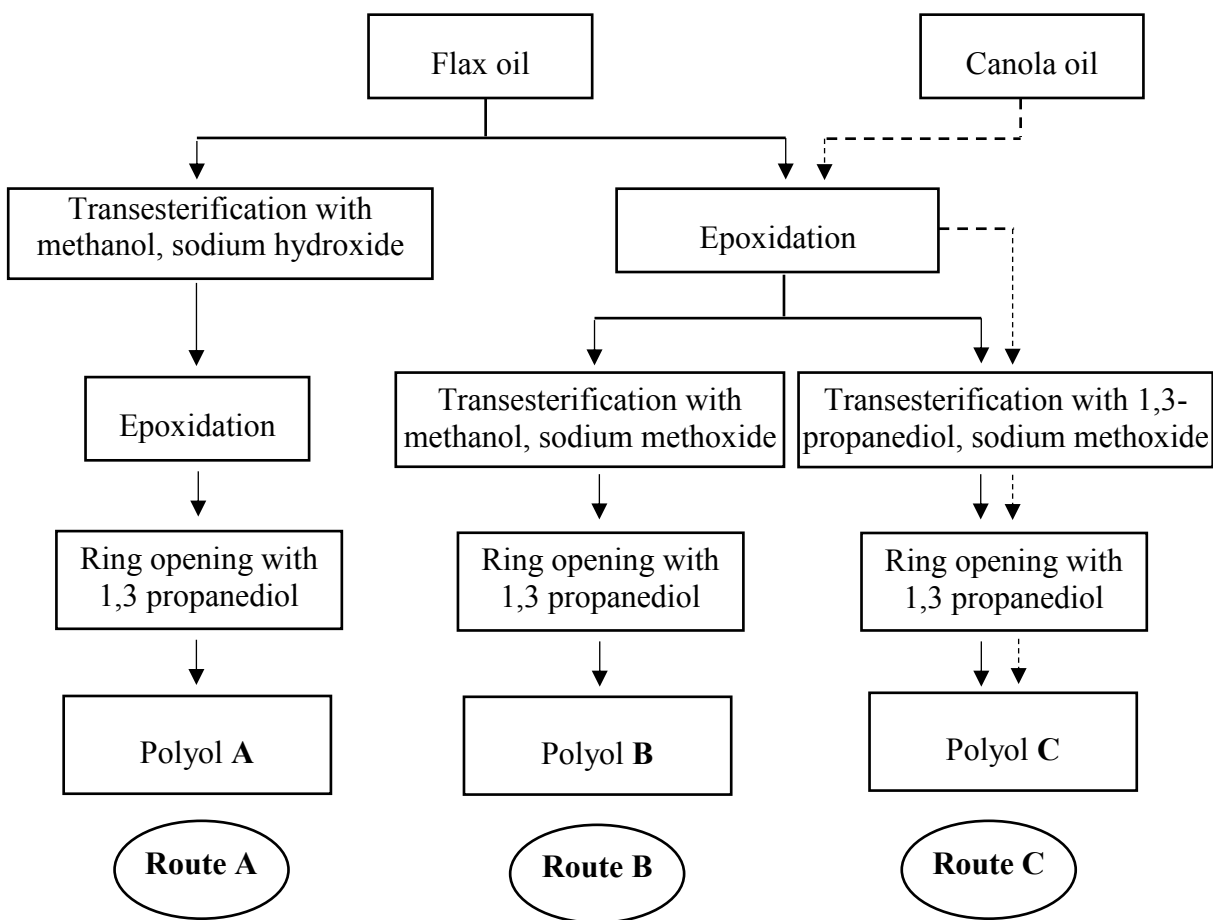 Flax oil
Canola oil
Transesterification with
methanol, sodium hydroxide
Epoxidation
Epoxidation
Transesterification with
methanol, sodium methoxide
Transesterification with 1,3-
propanediol, sodium methoxide
Ring opening with
1,3 propanediol
Ring opening with
1,3 propanediol
Ring opening with
1,3 propanediol
Polyol A
Polyol B
Polyol C
Route A
Route B
Route C